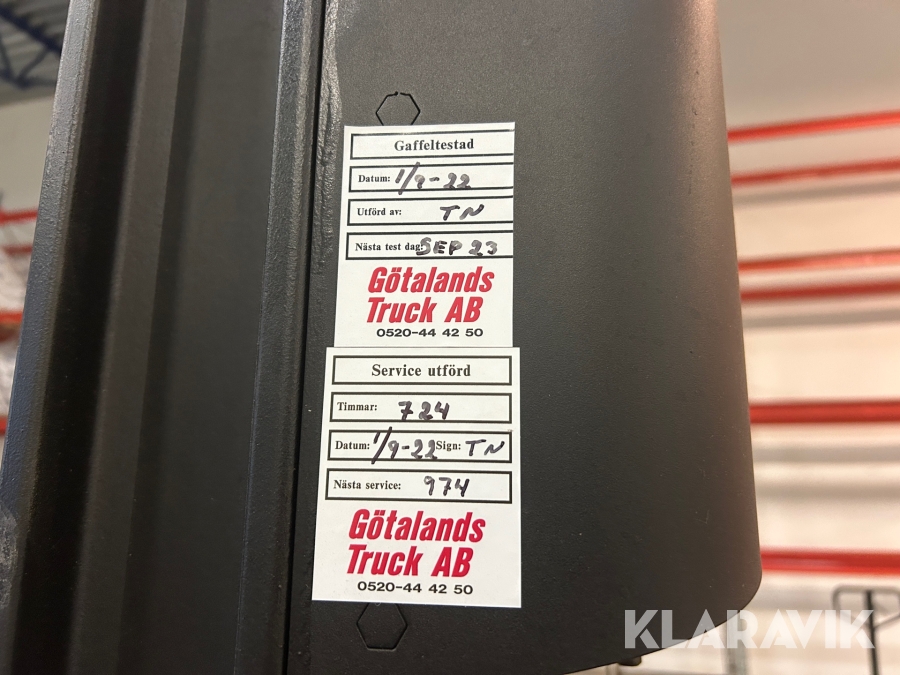 Gaffeltestad
Datum: 1/9-22
Utförd av: TN
Nästa test dag: SEP 23
Götalands
Truck AB
0520-44 42 50
Service utförd
Timmar: 724
Datum: 1/9-22 Sign: TN
Nästa service: 974
Götalands
Truck AB
0520-44 42 50
KLARAVIK